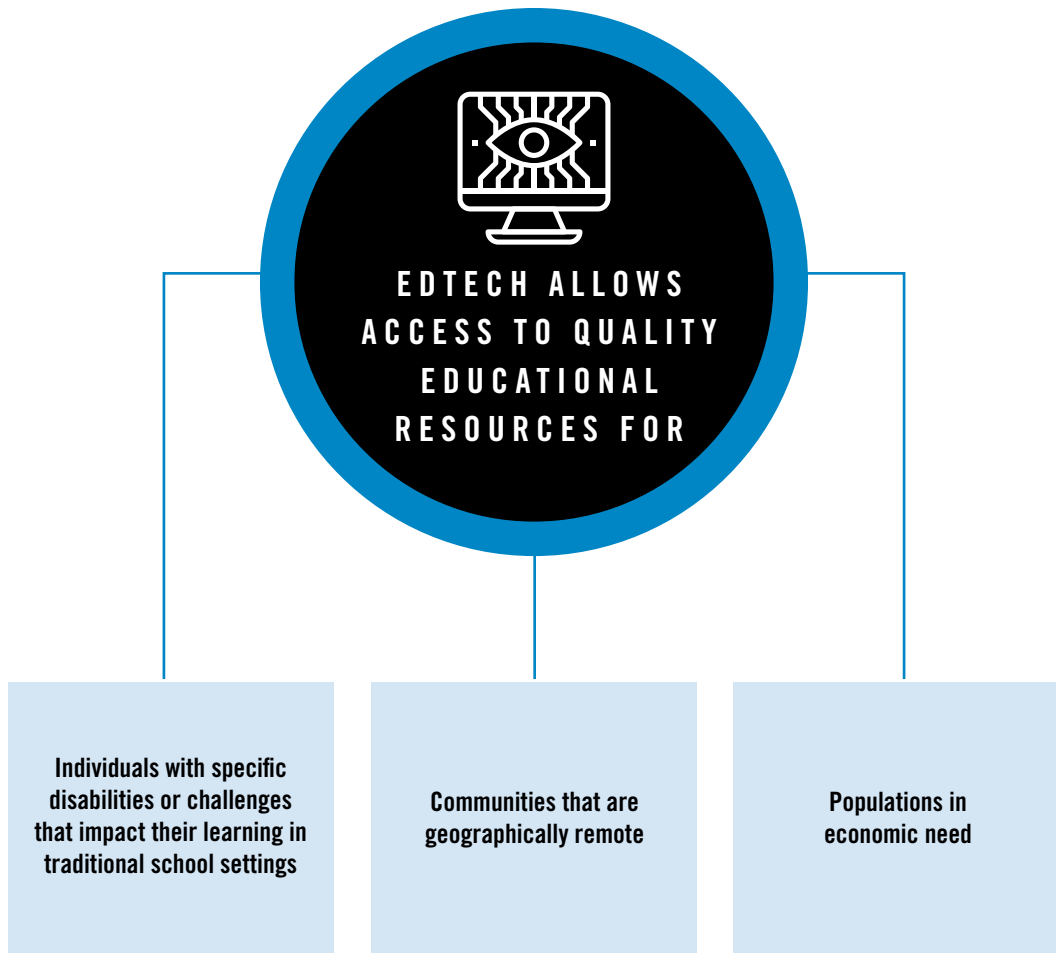 EDTECH ALLOWS
ACCESS TO QUALITY
EDUCATIONAL
RESOURCES FOR
Individuals with specific
disabilities or challenges
that impact their learning in
traditional school settings
Communities that are
geographically remote
Populations in
economic need